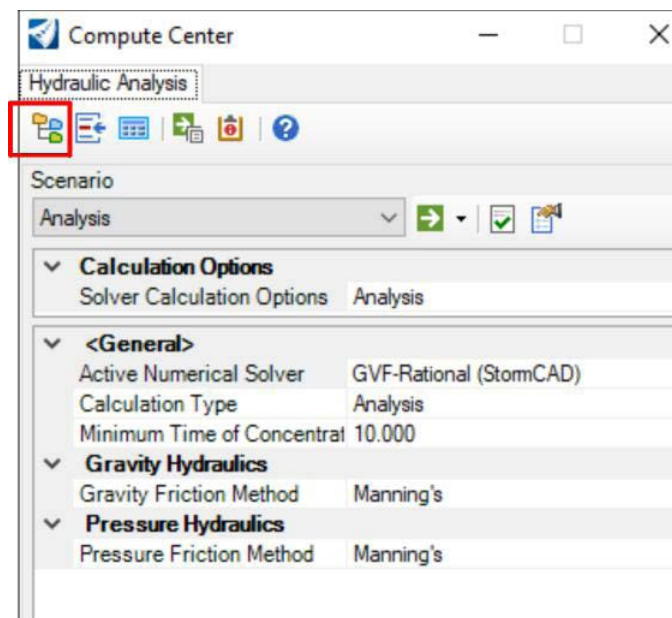 Compute Center
Hydraulic Analysis
Scenario
Analysis
Calculation Options
Solver Calculation Options Analysis
<General>
Active Numerical Solver GVF-Rational (StormCAD)
Calculation Type Analysis
Minimum Time of Concentrat 10.000
Gravity Hydraulics
Gravity Friction Method Manning's
Pressure Hydraulics
Pressure Friction Method Manning's